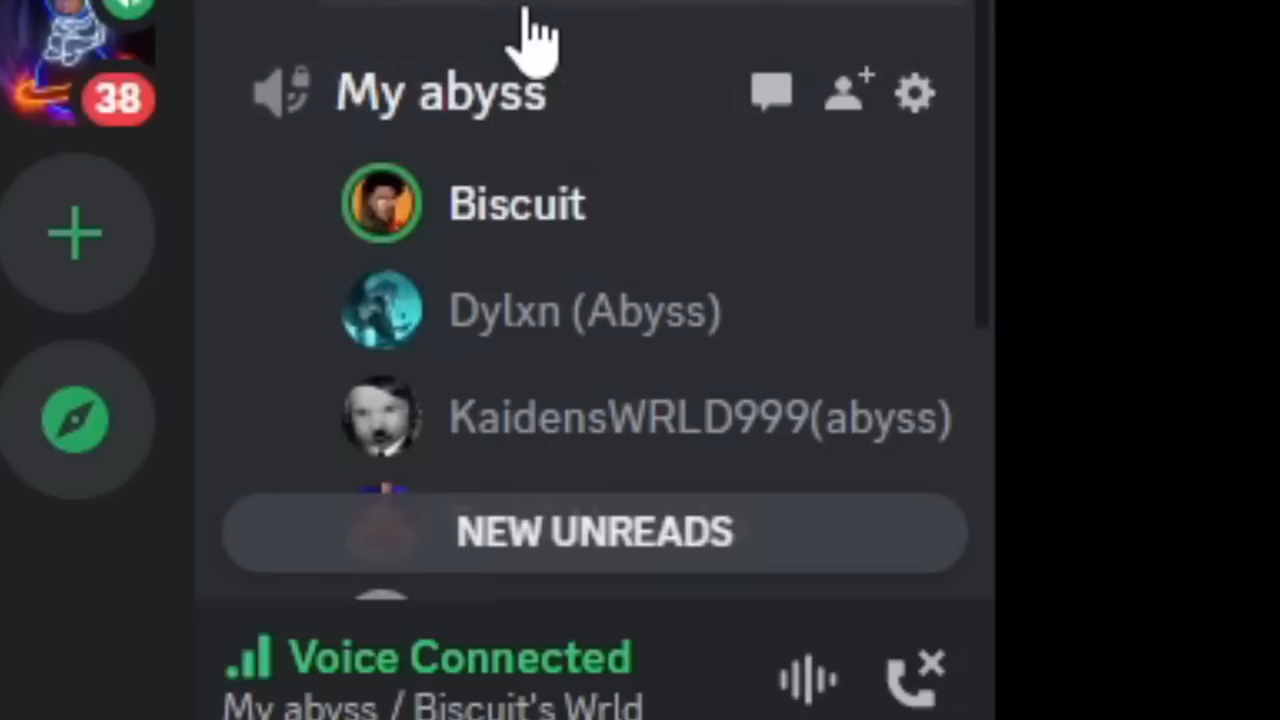 38
My abyss
Biscuit
Dylxn (Abyss)
KaidensWRLD999(abyss)
NEW UNREADS
Voice Connected
My abyss / Biscuit's Wrld